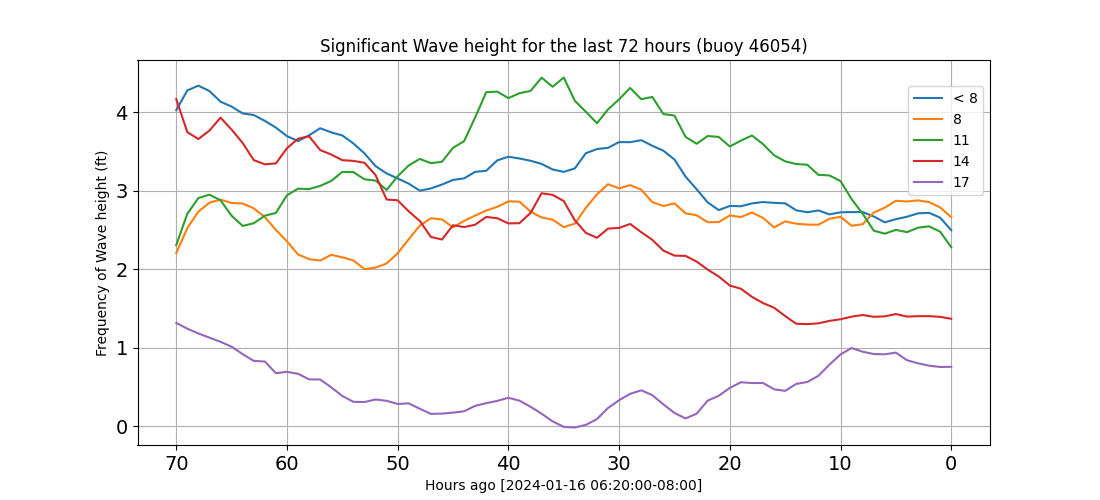 Significant Wave height for the last 72 hours (buoy 46054)
Frequency of Wave height (ft)
4
3
2
1
0
< 8
8
11
14
17
70 60 50 40 30 20 10 0
Hours ago [2024-01-16 06:20:00-08:00]